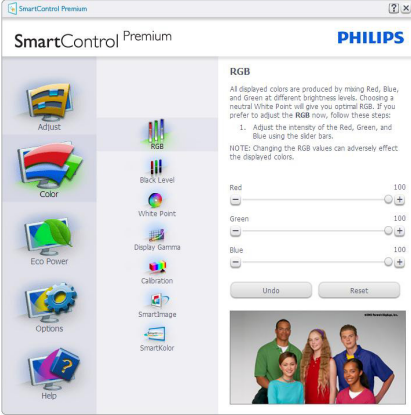 SmartControl Premium
SmartControl Premium
PHILIPS
Adjust
Color
Eco Power
Options
Help
RGB
Black Level
White Point
Display Gamma
Calibration
SmartImage
SmartKolor
RGB
All displayed colors are produced by mixing Red, Blue,
and Green at different brightness levels. Choosing a
neutral White Point will give you optimal RGB. If you
prefer to adjust the RGB now, follow these steps:
1. Adjust the intensity of the Red, Green, and
Blue using the slider bars.
NOTE: Changing the RGB values can adversely effect
the displayed colors.
Red 100
Green 100
Blue 100
Undo Reset